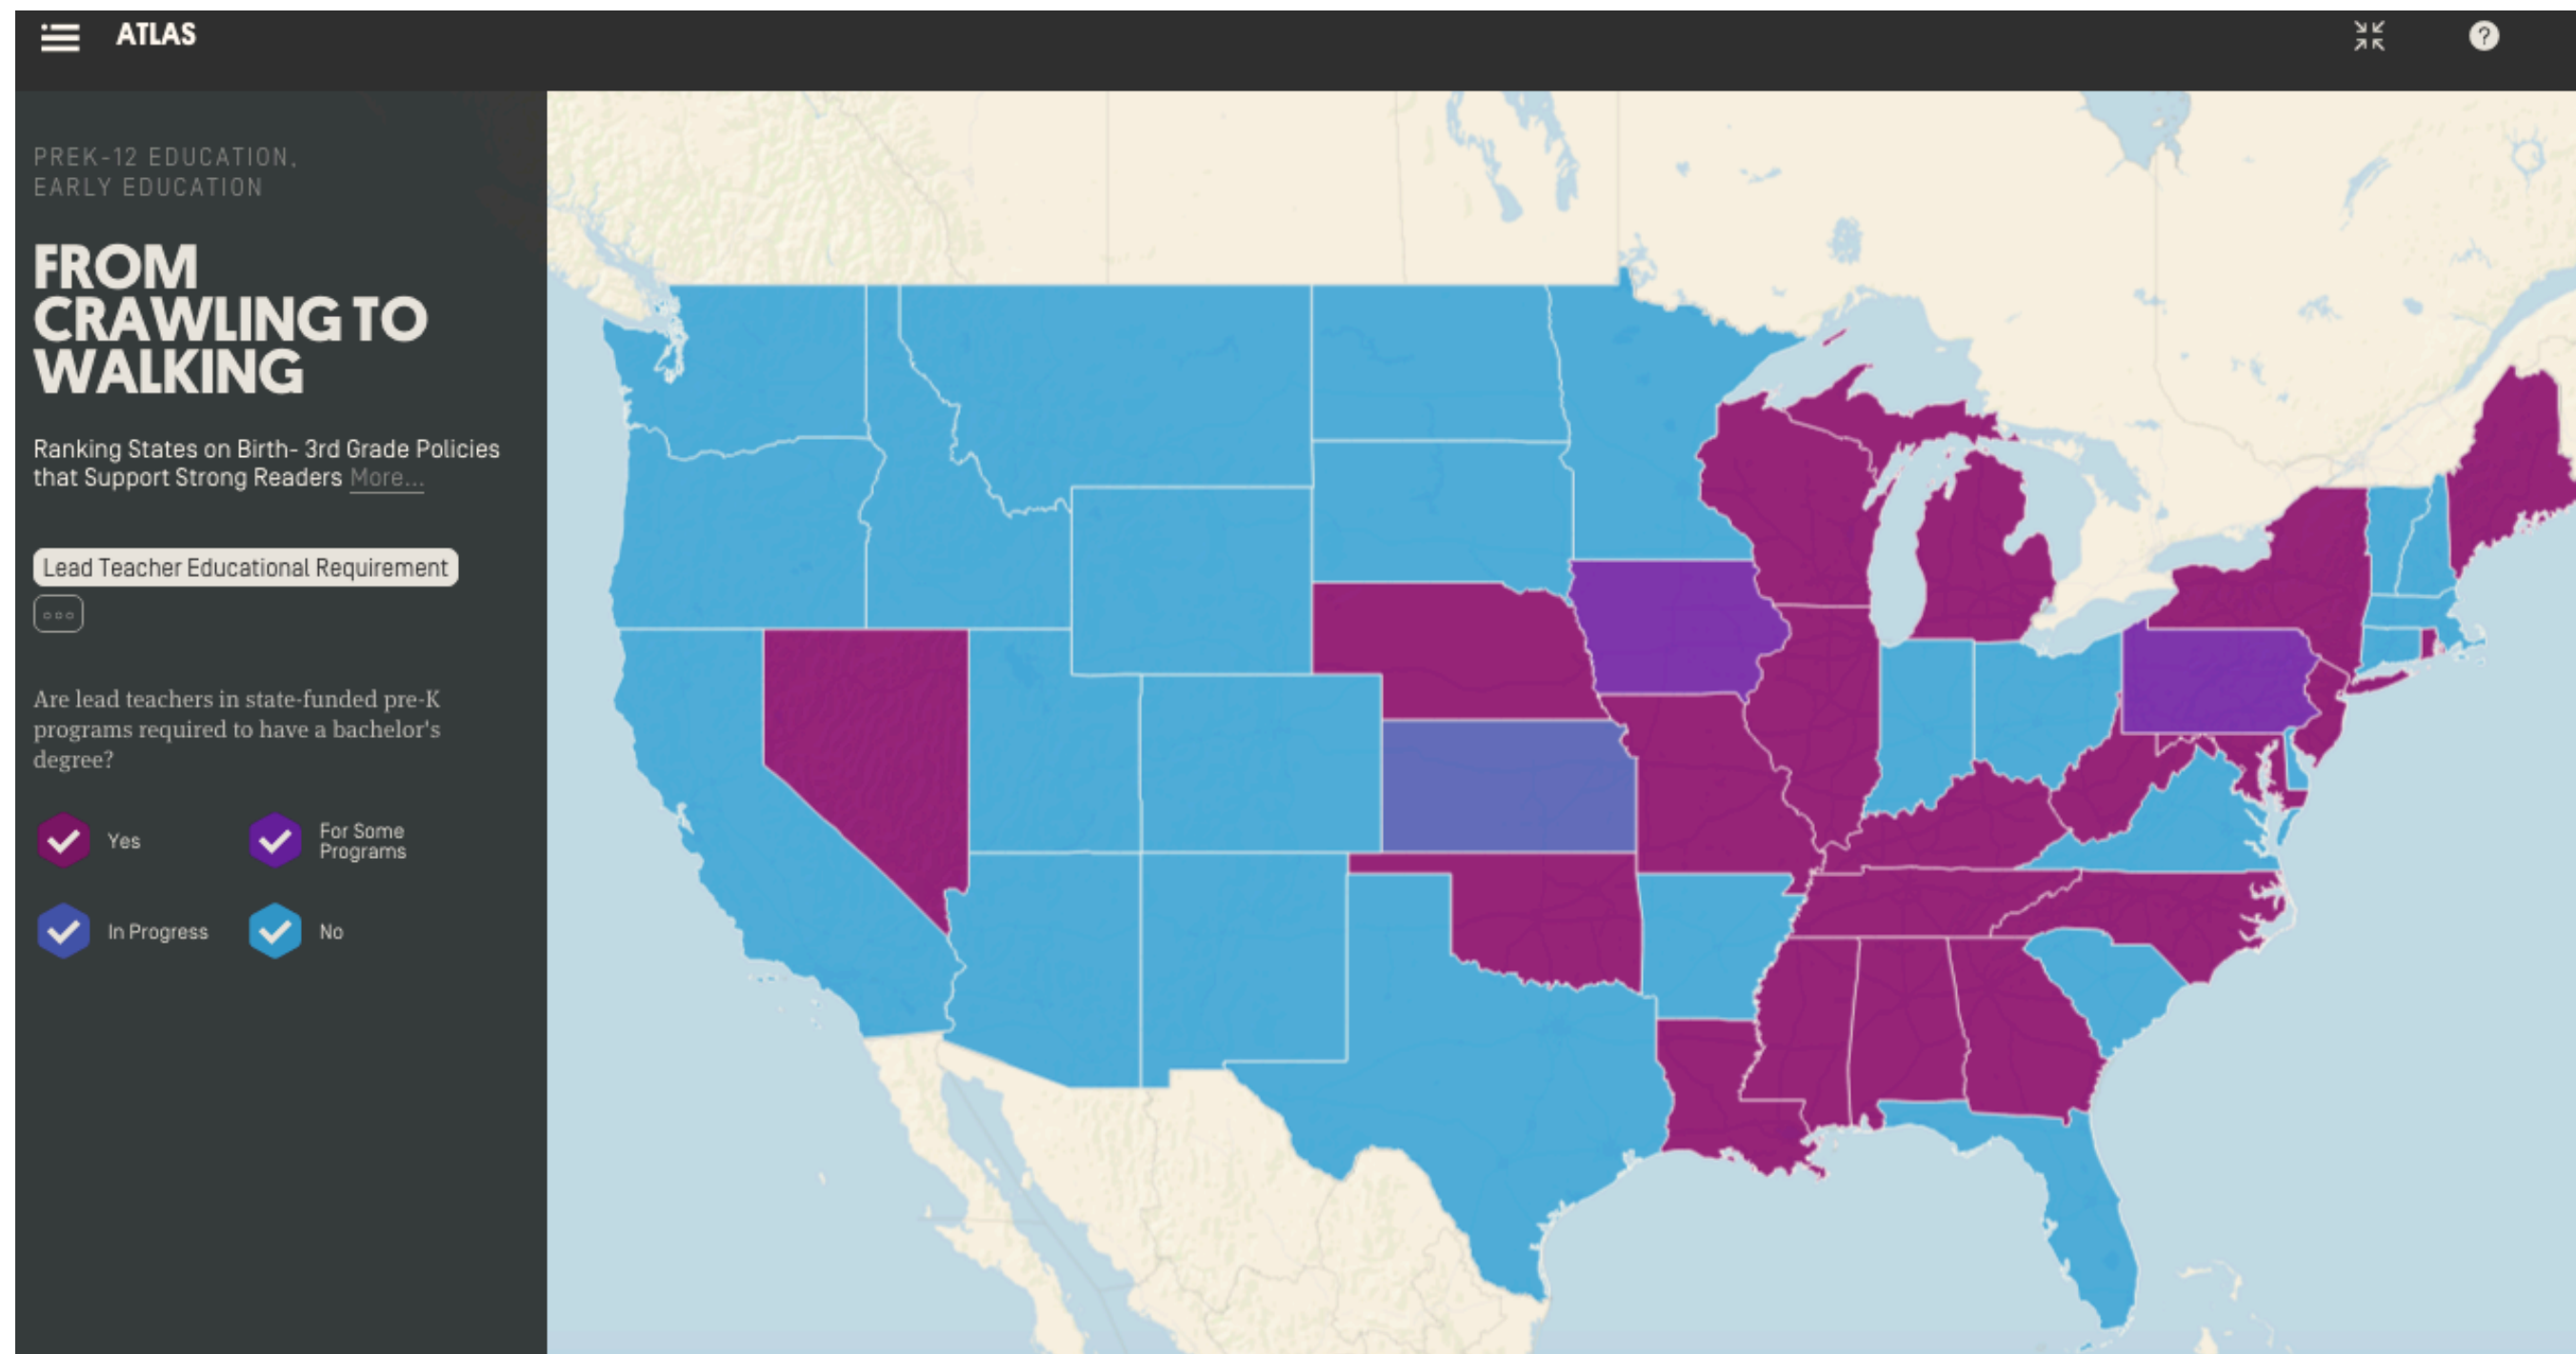 ATLAS
?
PREK-12 EDUCATION,
EARLY EDUCATION
FROM
CRAWLING TO
WALKING
Ranking States on Birth- 3rd Grade Policies
that Support Strong Readers More...
Lead Teacher Educational Requirement
Are lead teachers in state-funded pre-K
programs required to have a bachelor's
degree?
Yes
For Some
Programs
In Progress
No